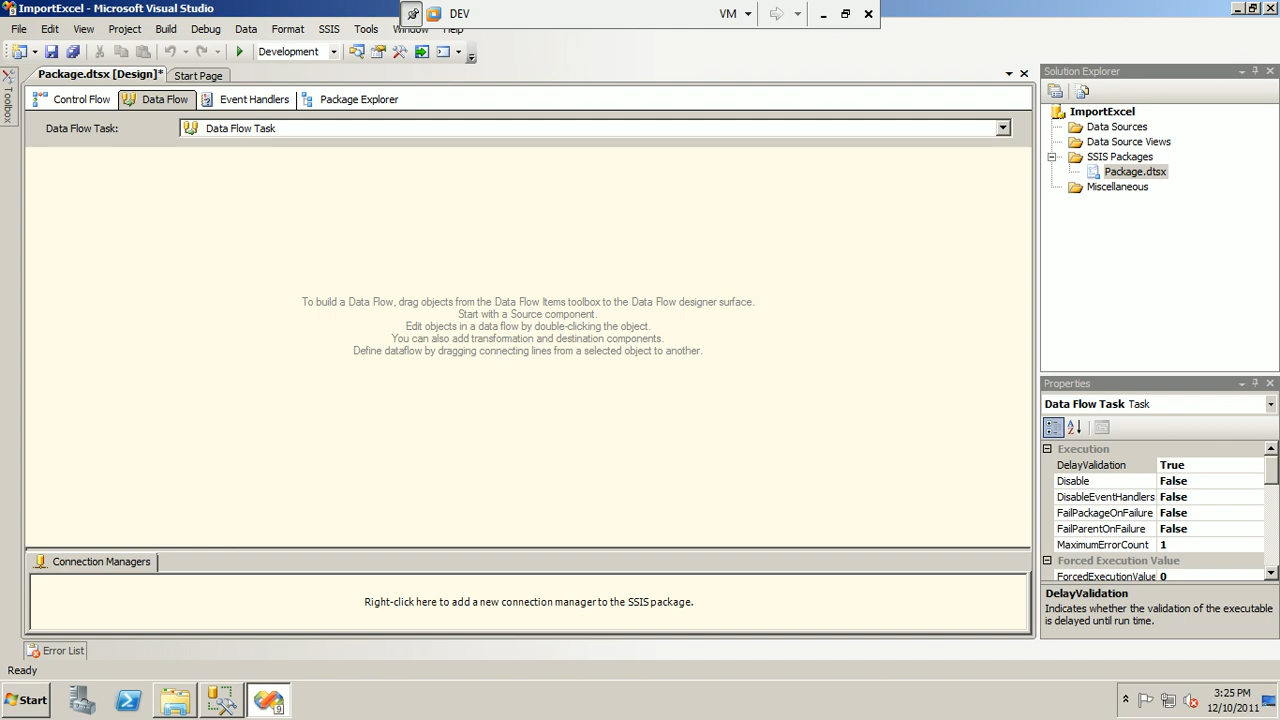 ImportExcel - Microsoft Visual Studio
DEV
VM
File Edit View Project Build Debug Data Format SSIS Tools Window Help
Development
Package.dtsx [Design]* Start Page
Toolbox
Control Flow Data Flow Event Handlers Package Explorer
Data Flow Task: Data Flow Task
To build a Data Flow, drag objects from the Data Flow Items toolbox to the Data Flow designer surface.
Start with a Source component.
Edit objects in a data flow by double-clicking the object.
You can also add transformation and destination components.
Define dataflow by dragging connecting lines from a selected object to another.
Connection Managers
Right-click here to add a new connection manager to the SSIS package.
Error List
Ready
Solution Explorer
ImportExcel
Data Sources
Data Source Views
SSIS Packages
Package.dtsx
Miscellaneous
Properties
Data Flow Task Task
Execution
DelayValidation True
Disable False
DisableEventHandlers False
FailPackageOnFailure False
FailParentOnFailure False
MaximumErrorCount 1
Forced Execution Value
ForcedExecutionValue 0
DelayValidation
Indicates whether the validation of the executable
is delayed until run time.
Start
3:25 PM
12/10/2011